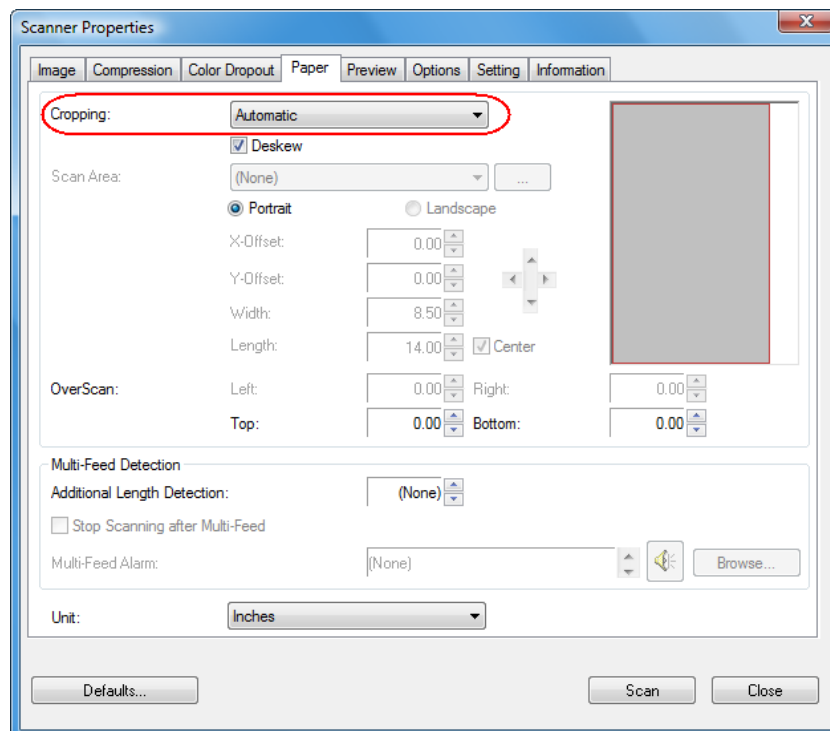 Scanner Properties
Image Compression Color Dropout Paper Preview Options Setting Information
Cropping: Automatic
Deskew
Scan Area: (None) ...
Portrait Landscape
X-Offset: 0.00
Y-Offset: 0.00
Width: 8.50
Length: 14.00 Center
OverScan: Left: 0.00 Right: 0.00
Top: 0.00 Bottom: 0.00
Multi-Feed Detection
Additional Length Detection: (None)
Stop Scanning after Multi-Feed
Multi-Feed Alarm: (None) Browse...
Unit: Inches
Defaults... Scan Close